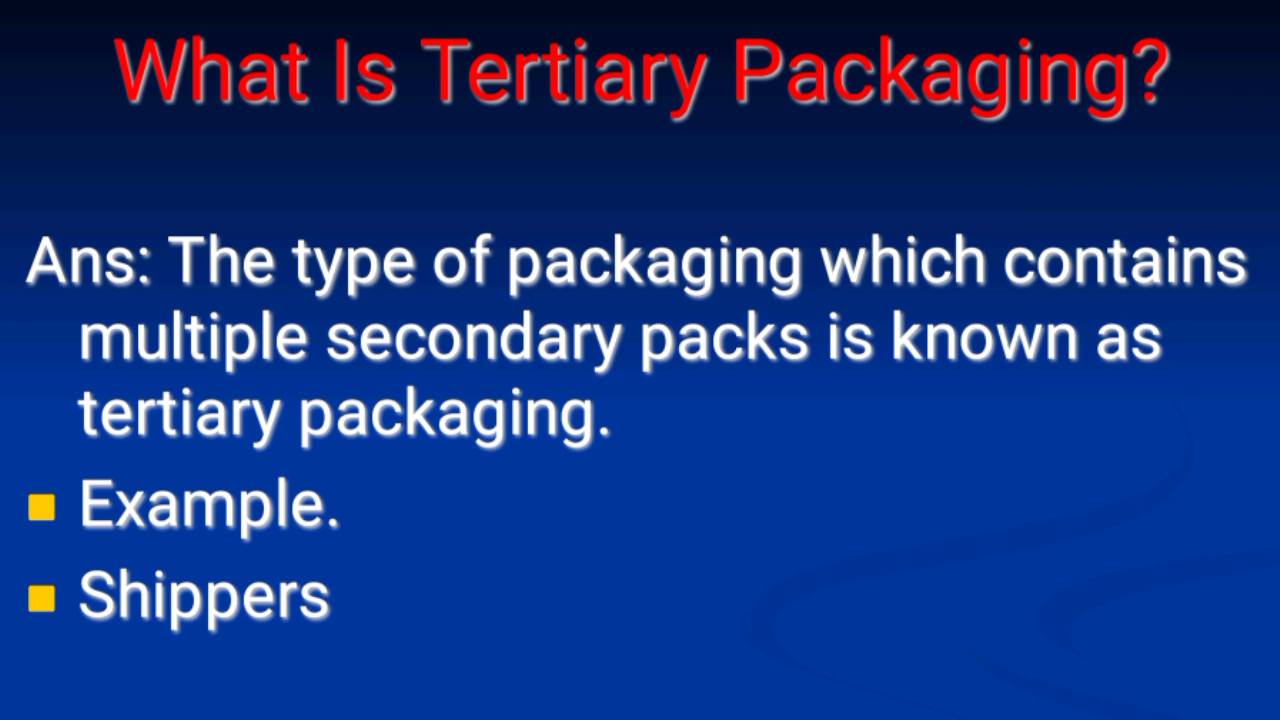 What Is Tertiary Packaging?
Ans: The type of packaging which contains
multiple secondary packs is known as
tertiary packaging.
Example.
Shippers